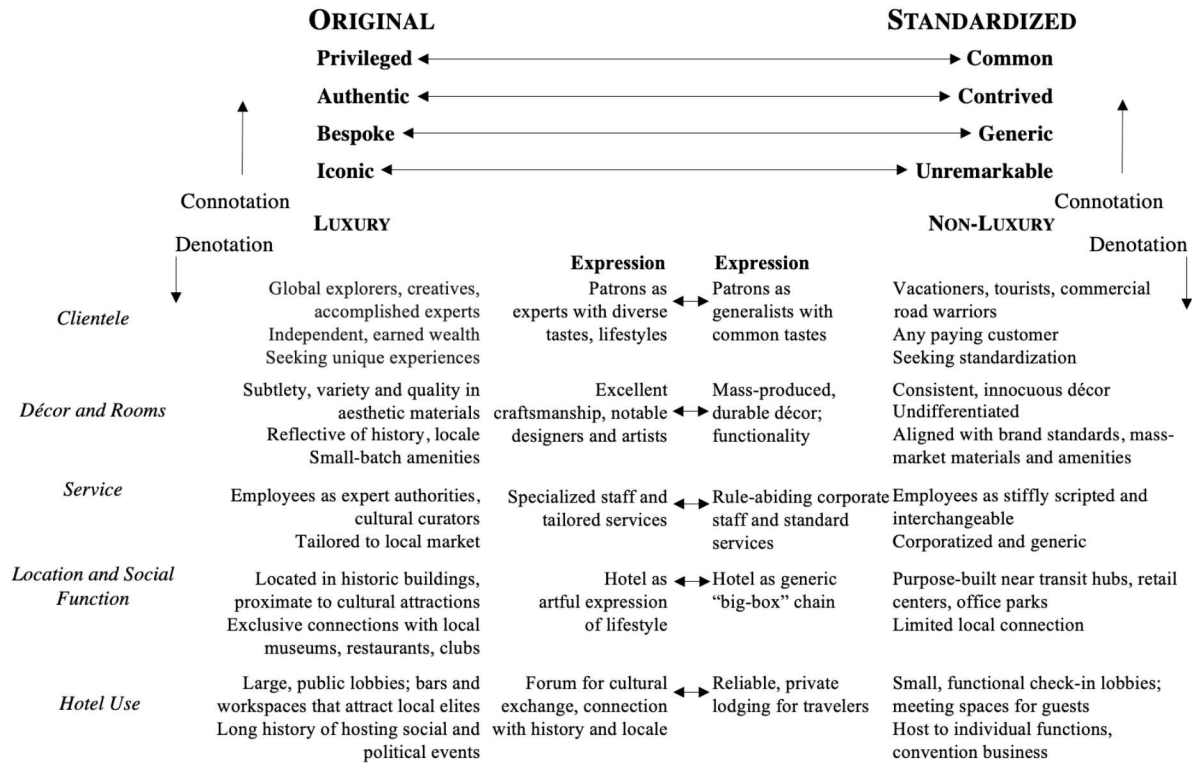 ORIGINAL STANDARDIZED
Privileged Common
Authentic Contrived
Bespoke Generic
Iconic Unremarkable
Connotation Connotation
LUXURY NON-LUXURY
Denotation Denotation
Expression Expression
Clientele
Global explorers, creatives,
accomplished experts
Independent, earned wealth
Seeking unique experiences
Patrons as
experts with diverse
tastes, lifestyles
Patrons as
generalists with
common tastes
Vacationers, tourists, commercial
road warriors
Any paying customer
Seeking standardization
Décor and Rooms
Subtlety, variety and quality in
aesthetic materials
Reflective of history, locale
Small-batch amenities
Excellent
craftsmanship, notable
designers and artists
Mass-produced,
durable décor;
functionality
Consistent, innocuous décor
Undifferentiated
Aligned with brand standards, mass-
market materials and amenities
Service
Employees as expert authorities,
cultural curators
Tailored to local market
Specialized staff and
tailored services
Rule-abiding corporate
staff and standard
services
Employees as stiffly scripted and
interchangeable
Corporatized and generic
Location and Social
Function
Located in historic buildings,
proximate to cultural attractions
Exclusive connections with local
museums, restaurants, clubs
Hotel as
artful expression
of lifestyle
Hotel as generic
“big-box” chain
Purpose-built near transit hubs, retail
centers, office parks
Limited local connection
Hotel Use
Large, public lobbies; bars and
workspaces that attract local elites
Long history of hosting social and
political events
Forum for cultural
exchange, connection
with history and locale
Reliable, private
lodging for travelers
Small, functional check-in lobbies;
meeting spaces for guests
Host to individual functions,
convention business